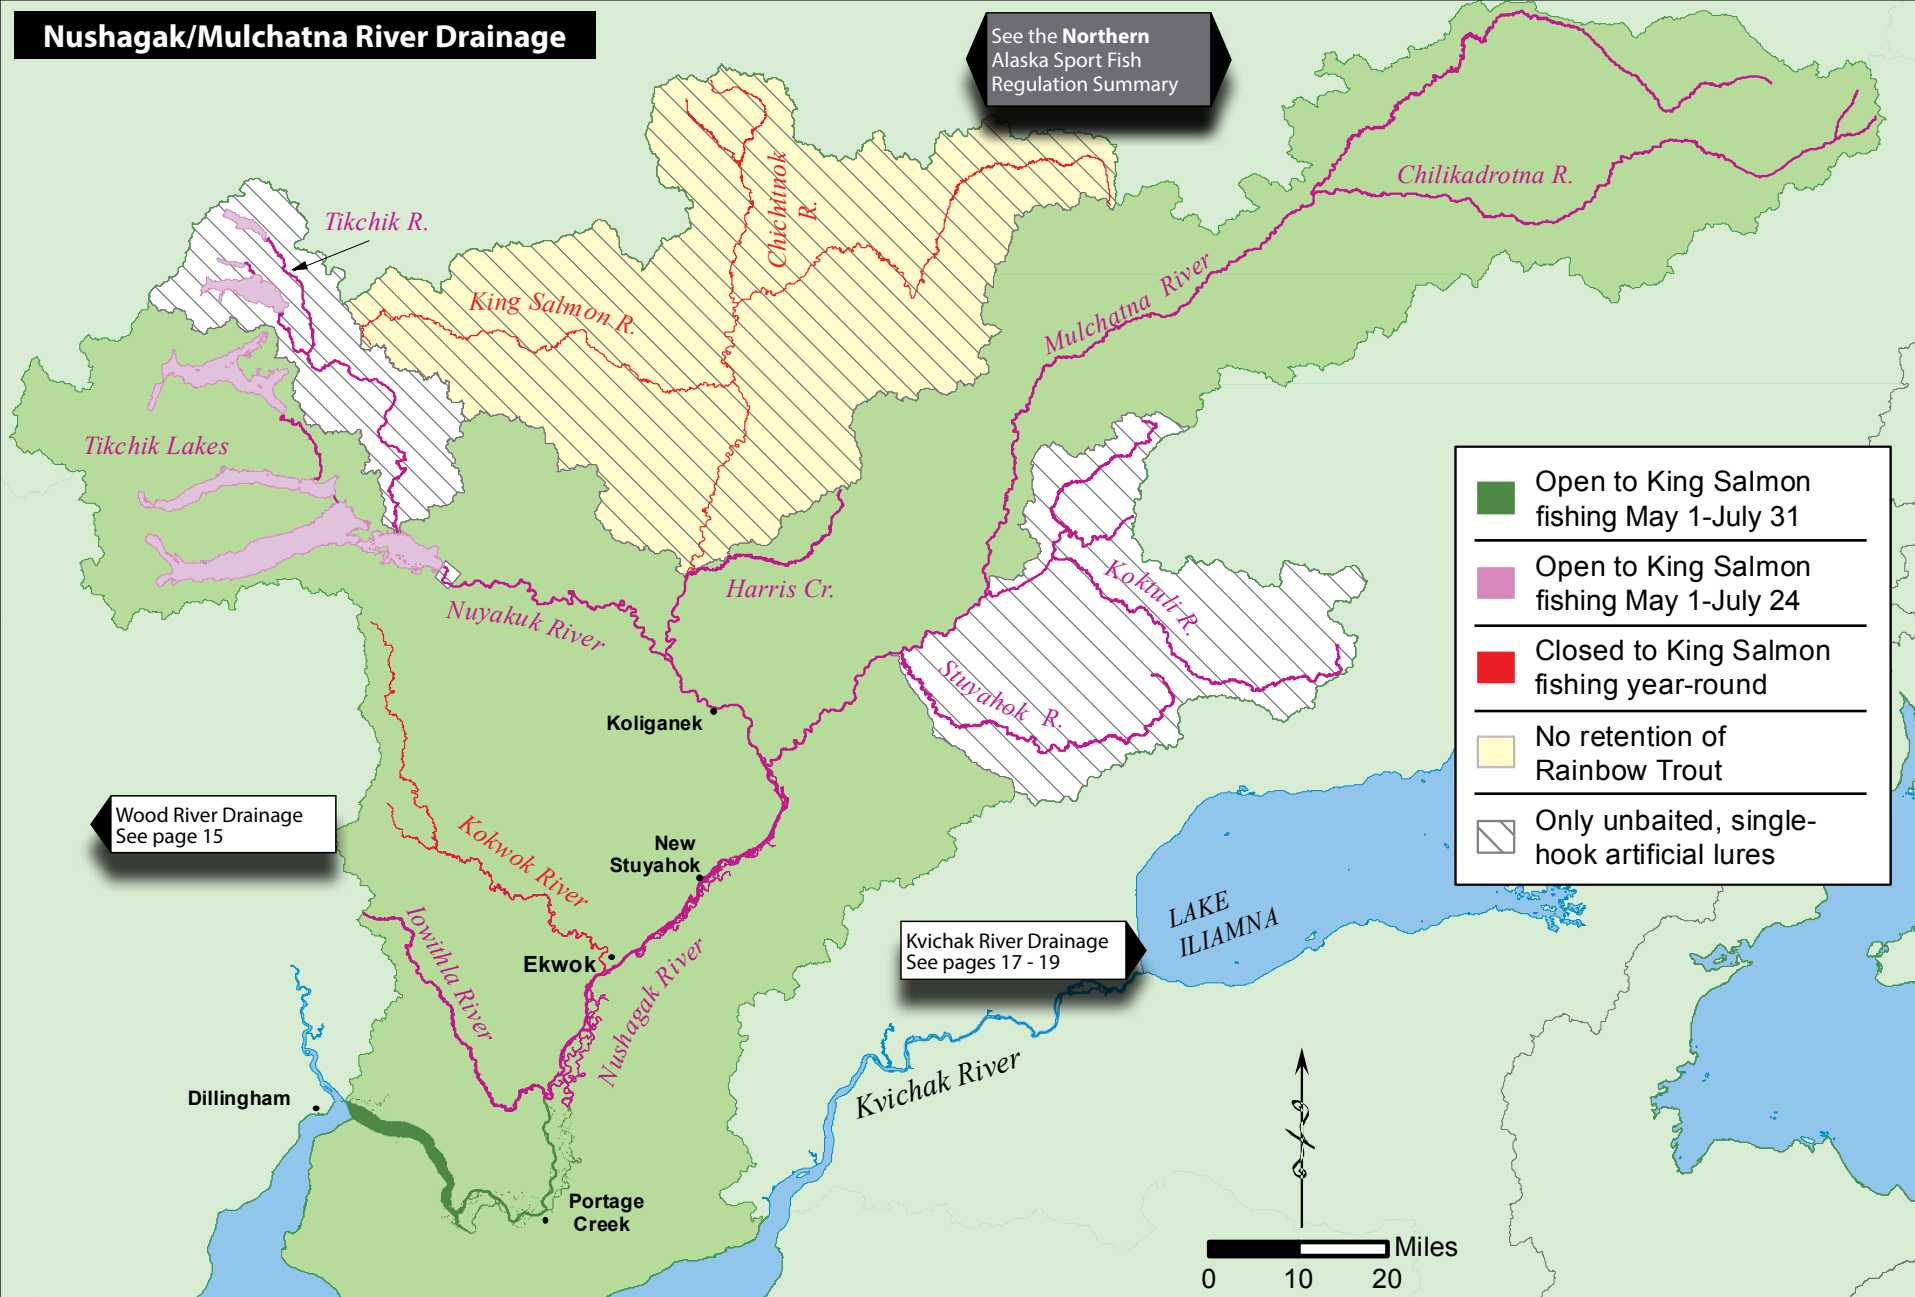 Nushagak/Mulchatna River Drainage
See the Northern
Alaska Sport Fish
Regulation Summary
Tikchik R.
Chichitnok
R.
King Salmon R.
Chilikadrotna R.
Mulchatna River
Tikchik Lakes
Harris Cr.
Nuyakuk River
Koktuli R.
Stuyahok R.
Koliganek
Wood River Drainage
See page 15
Kokwok River
New
Stuyahok
Iowithla River
Ekwok
Nushagak River
Kvichak River Drainage
See pages 17 - 19
LAKE
ILIAMNA
Kvichak River
Dillingham
Portage
Creek
Open to King Salmon
fishing May 1-July 31
Open to King Salmon
fishing May 1-July 24
Closed to King Salmon
fishing year-round
No retention of
Rainbow Trout
Only unbaited, single-
hook artificial lures
Miles
0 10 20